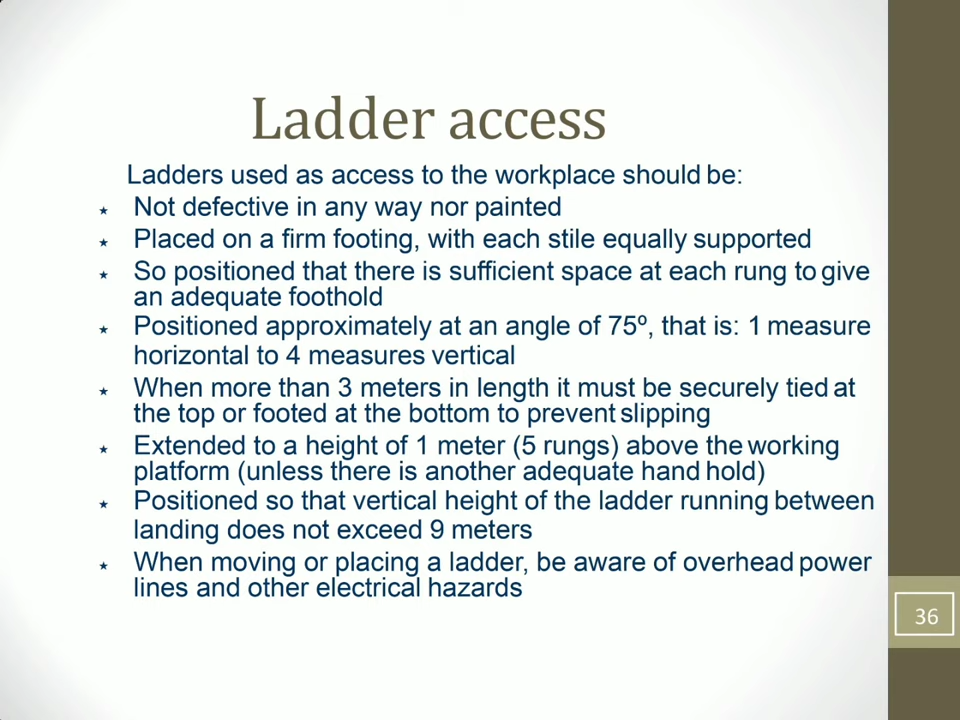 Ladder access
Ladders used as access to the workplace should be:
Not defective in any way nor painted
Placed on a firm footing, with each stile equally supported
So positioned that there is sufficient space at each rung to give
an adequate foothold
Positioned approximately at an angle of 75º, that is: 1 measure
horizontal to 4 measures vertical
When more than 3 meters in length it must be securely tied at
the top or footed at the bottom to prevent slipping
Extended to a height of 1 meter (5 rungs) above the working
platform (unless there is another adequate hand hold)
Positioned so that vertical height of the ladder running between
landing does not exceed 9 meters
When moving or placing a ladder, be aware of overhead power
lines and other electrical hazards
36